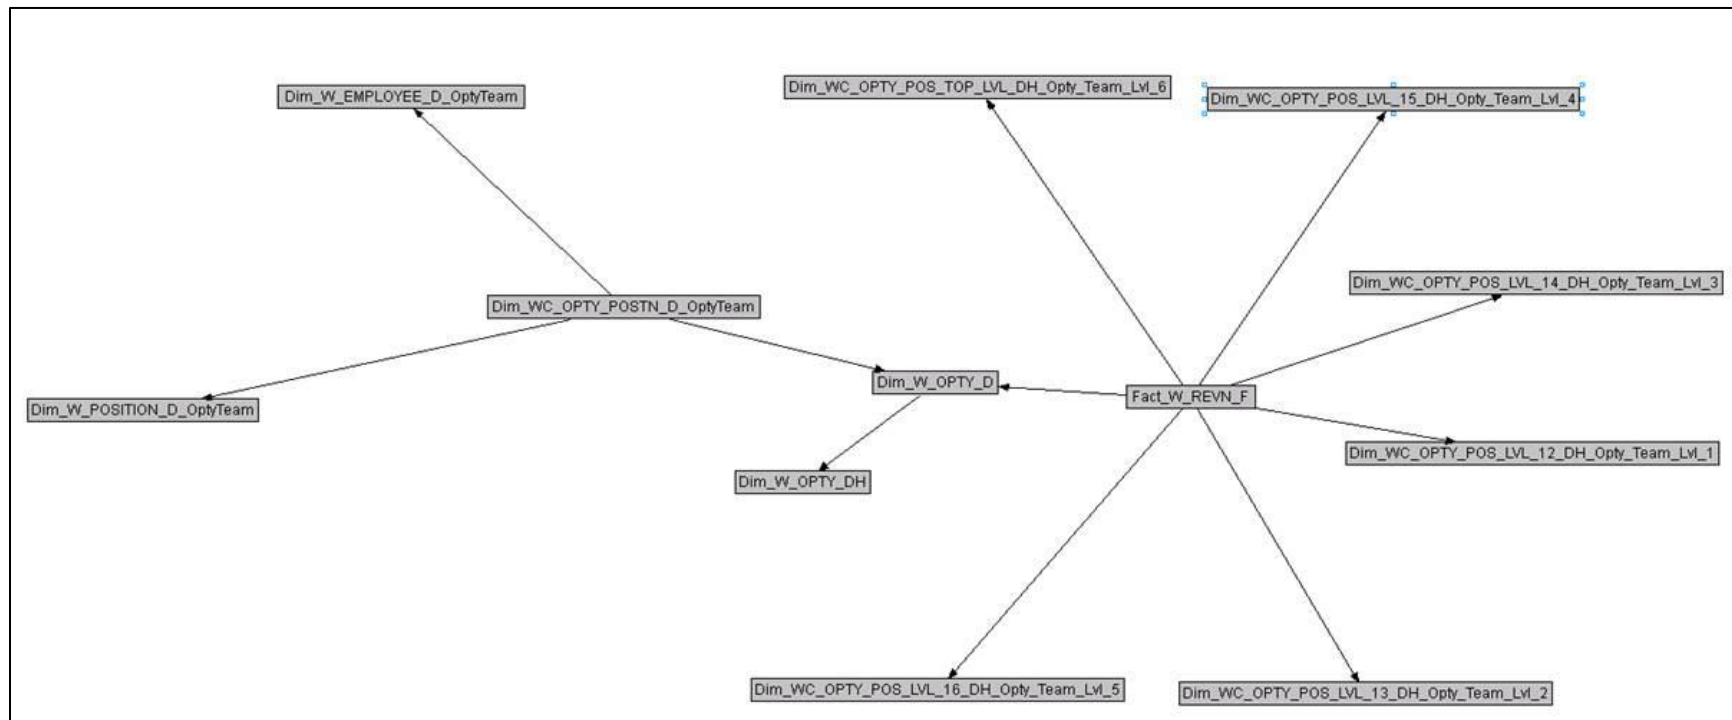 Dim_W_EMPLOYEE_D_OptyTeam
Dim_WC_OPTY_POS_TOP_LVL_DH_Opty_Team_Lvl_6
Dim_WC_OPTY_POS_LVL_15_DH_Opty_Team_Lvl_4
Dim_WC_OPTY_POS_LVL_14_DH_Opty_Team_Lvl_3
Dim_WC_OPTY_POSTN_D_OptyTeam
Dim_W_OPTY_D
Fact_W_REVN_F
Dim_W_POSITION_D_OptyTeam
Dim_WC_OPTY_POS_LVL_12_DH_Opty_Team_Lvl_1
Dim_W_OPTY_DH
Dim_WC_OPTY_POS_LVL_16_DH_Opty_Team_Lvl_5
Dim_WC_OPTY_POS_LVL_13_DH_Opty_Team_Lvl_2